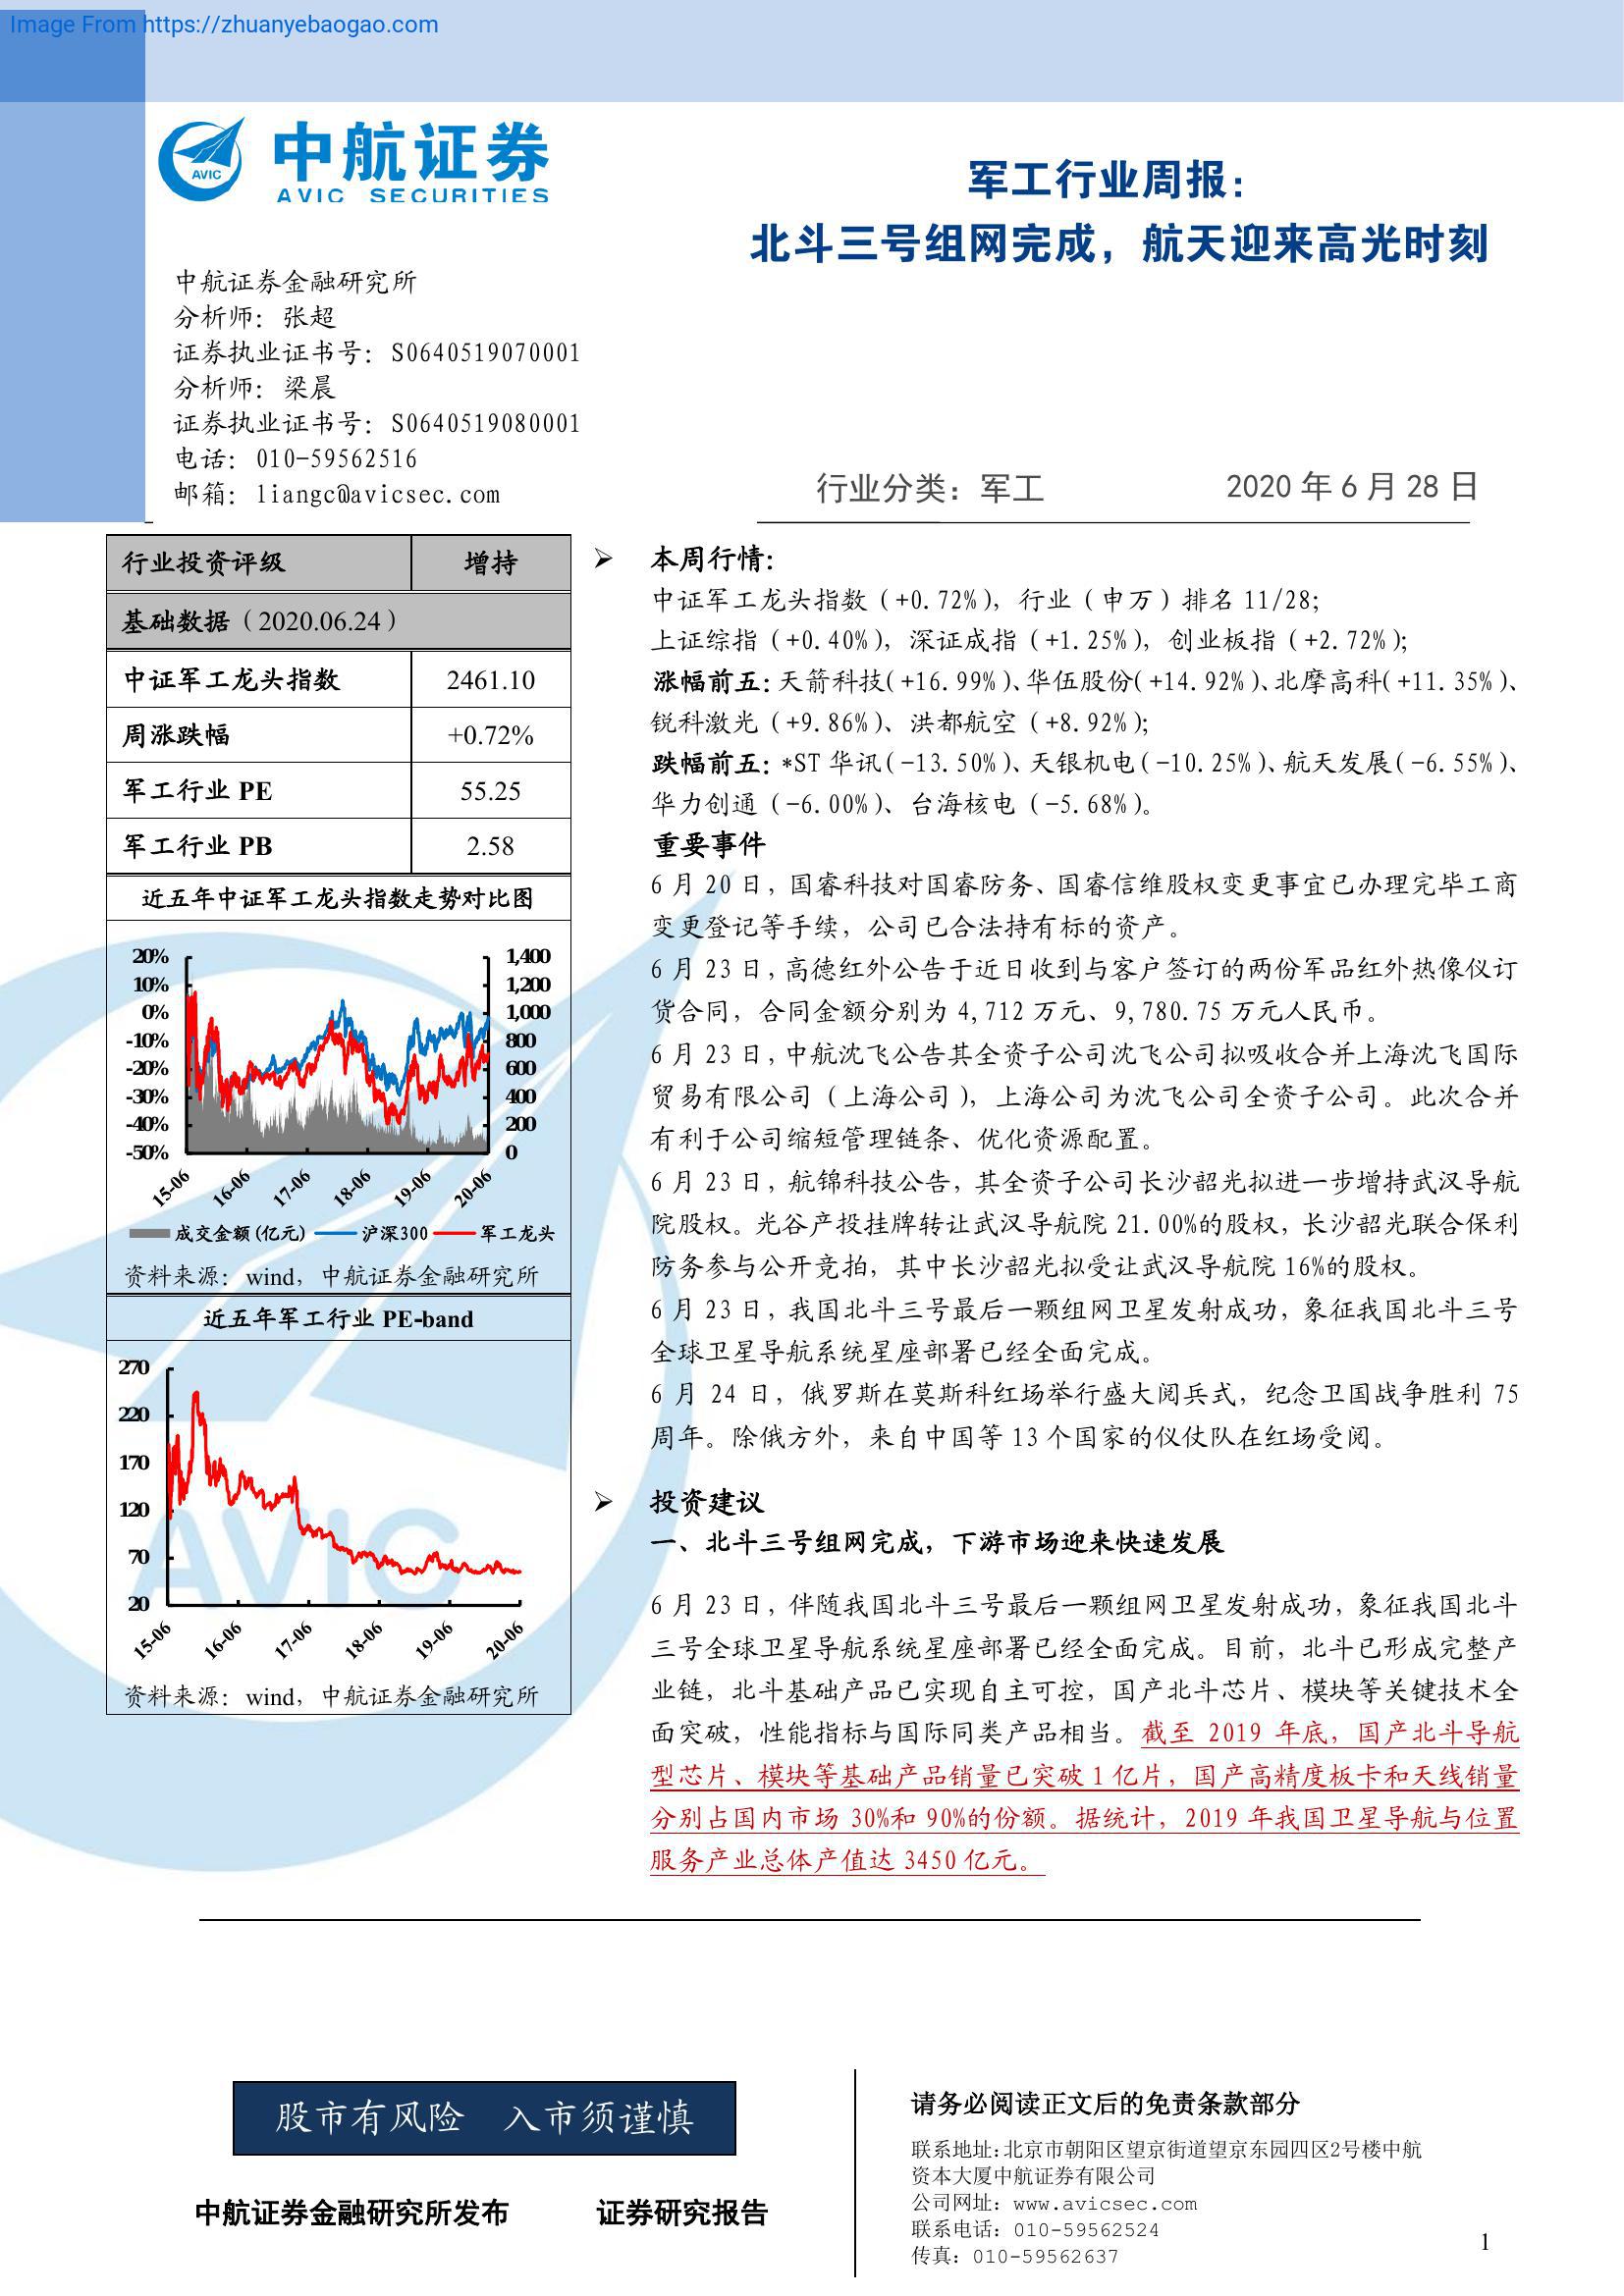 Image From https://zhuanyebaogao.com
中航证券
AVIC
AVIC SECURITIES
军工行业周报：
北斗三号组网完成，航天迎来高光时刻
中航证券金融研究所
分析师：张超
证券执业证书号：S0640519070001
分析师：梁晨
证券执业证书号：S0640519080001
电话：010-59562516
邮箱：liangc@avicsec.com
行业分类：军工 2020年6月28日
行业投资评级 增持
基础数据（2020.06.24）
中证军工龙头指数 2461.10
周涨跌幅 +0.72%
军工行业 PE 55.25
军工行业 PB 2.58
近五年中证军工龙头指数走势对比图
20% 1,400
10% 1,200
0% 1,000
-10% 800
-20% 600
-30% 400
-40% 200
-50% 0
15-06 16-06 17-06 18-06 19-06 20-06
成交金额(亿元) 沪深300 军工龙头
资料来源：wind，中航证券金融研究所
近五年军工行业 PE-band
270
220
170
120
70
20
15-06 16-06 17-06 18-06 19-06 20-06
AVIC
资料来源：wind，中航证券金融研究所
➢ 本周行情：
中证军工龙头指数（+0.72%），行业（申万）排名 11/28；
上证综指（+0.40%），深证成指（+1.25%），创业板指（+2.72%）；
涨幅前五：天箭科技(+16.99%)、华伍股份(+14.92%)、北摩高科(+11.35%)、
锐科激光（+9.86%）、洪都航空（+8.92%）；
跌幅前五：*ST 华讯(-13.50%)、天银机电(-10.25%)、航天发展(-6.55%)、
华力创通（-6.00%）、台海核电（-5.68%）。
重要事件
6 月 20 日，国睿科技对国睿防务、国睿信维股权变更事宜已办理完毕工商
变更登记等手续，公司已合法持有标的资产。
6 月 23 日，高德红外公告于近日收到与客户签订的两份军品红外热像仪订
货合同，合同金额分别为 4,712 万元、9,780.75 万元人民币。
6 月 23 日，中航沈飞公告其全资子公司沈飞公司拟吸收合并上海沈飞国际
贸易有限公司（上海公司），上海公司为沈飞公司全资子公司。此次合并
有利于公司缩短管理链条、优化资源配置。
6 月 23 日，航锦科技公告，其全资子公司长沙韶光拟进一步增持武汉导航
院股权。光谷产投挂牌转让武汉导航院 21.00%的股权，长沙韶光联合保利
防务参与公开竞拍，其中长沙韶光拟受让武汉导航院 16%的股权。
6 月 23 日，我国北斗三号最后一颗组网卫星发射成功，象征我国北斗三号
全球卫星导航系统星座部署已经全面完成。
6 月 24 日，俄罗斯在莫斯科红场举行盛大阅兵式，纪念卫国战争胜利 75
周年。除俄方外，来自中国等 13 个国家的仪仗队在红场受阅。
➢ 投资建议
一、北斗三号组网完成，下游市场迎来快速发展
6 月 23 日，伴随我国北斗三号最后一颗组网卫星发射成功，象征我国北斗
三号全球卫星导航系统星座部署已经全面完成。目前，北斗已形成完整产
业链，北斗基础产品已实现自主可控，国产北斗芯片、模块等关键技术全
面突破，性能指标与国际同类产品相当。截至 2019 年底，国产北斗导航
型芯片、模块等基础产品销量已突破 1 亿片，国产高精度板卡和天线销量
分别占国内市场 30%和 90%的份额。据统计，2019 年我国卫星导航与位置
服务产业总体产值达 3450 亿元。
股市有风险 入市须谨慎
中航证券金融研究所发布 证券研究报告
请务必阅读正文后的免责条款部分
联系地址:北京市朝阳区望京街道望京东园四区2号楼中航
资本大厦中航证券有限公司
公司网址：www.avicsec.com
联系电话：010-59562524
传真：010-59562637
1